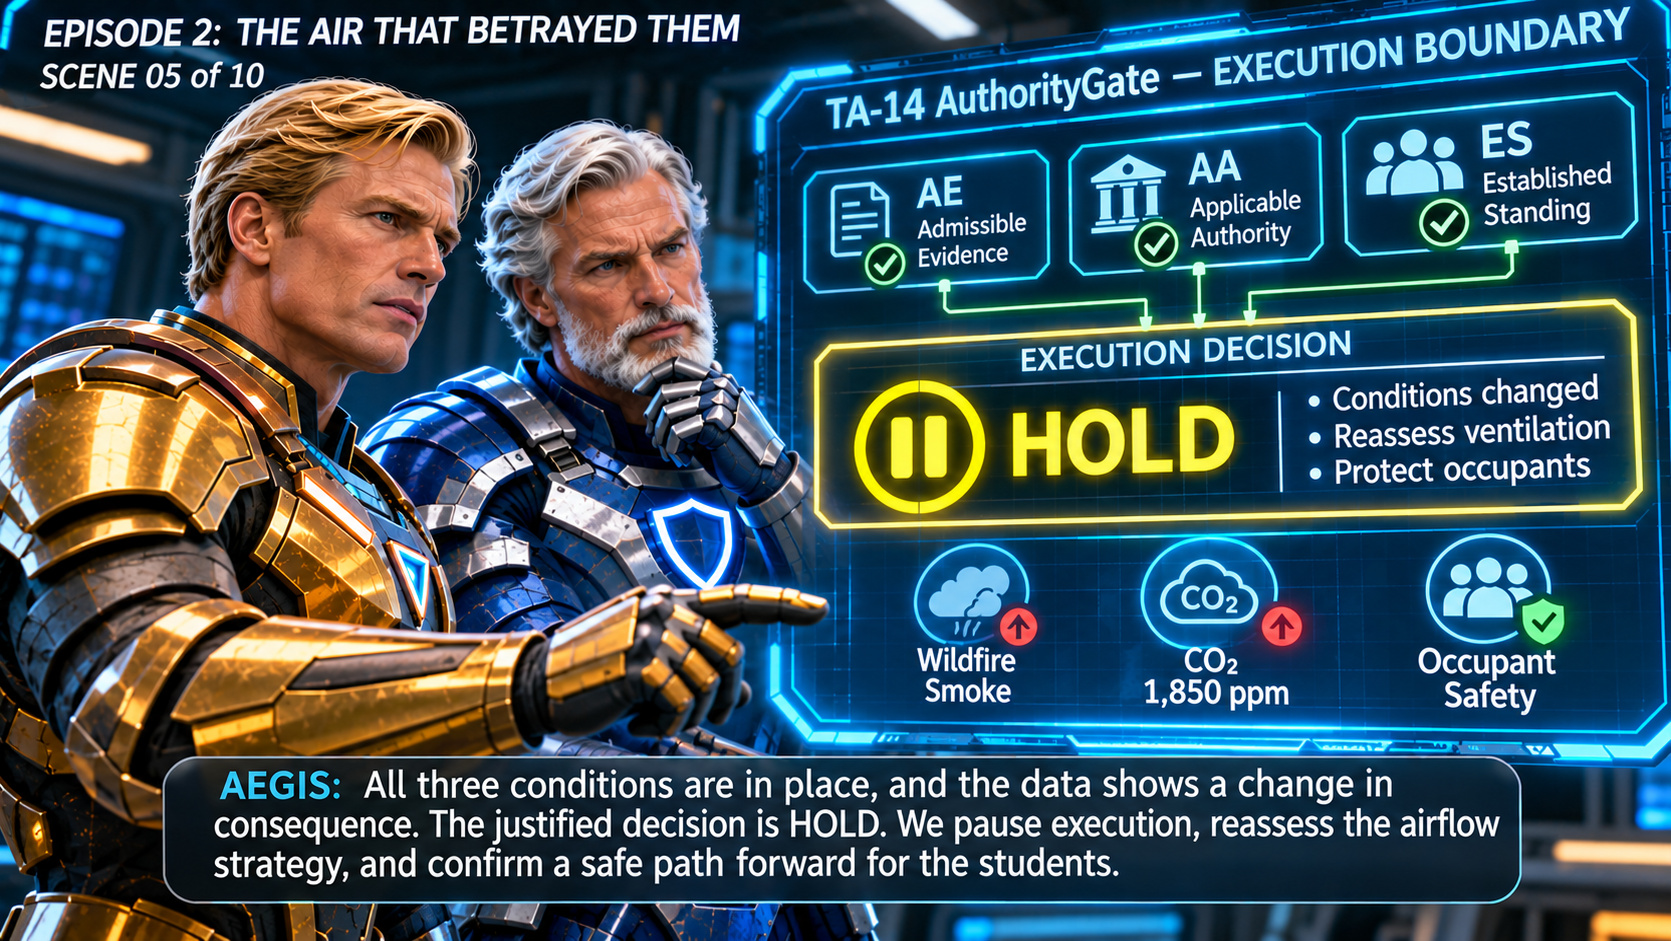 EPISODE 2: THE AIR THAT BETRAYED THEM
SCENE 05 of 10
TA-14 AuthorityGate — EXECUTION BOUNDARY
AE
Admissible
Evidence
AA
Applicable
Authority
ES
Established
Standing
EXECUTION DECISION
HOLD
• Conditions changed
• Reassess ventilation
• Protect occupants
Wildfire
Smoke
CO₂
CO₂
1,850 ppm
Occupant
Safety
AEGIS: All three conditions are in place, and the data shows a change in
consequence. The justified decision is HOLD. We pause execution, reassess the airflow
strategy, and confirm a safe path forward for the students.